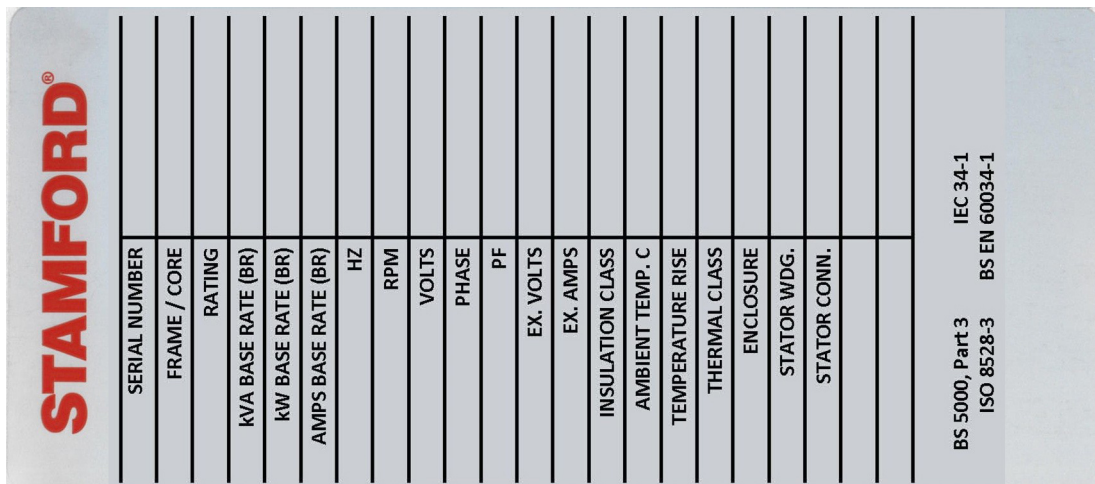 STAMFORD®
SERIAL NUMBER
FRAME / CORE
RATING
kVA BASE RATE (BR)
kW BASE RATE (BR)
AMPS BASE RATE (BR)
HZ
RPM
VOLTS
PHASE
PF
EX. VOLTS
EX. AMPS
INSULATION CLASS
AMBIENT TEMP. C
TEMPERATURE RISE
THERMAL CLASS
ENCLOSURE
STATOR WDG.
STATOR CONN.
BS 5000, Part 3 IEC 34-1
ISO 8528-3 BS EN 60034-1